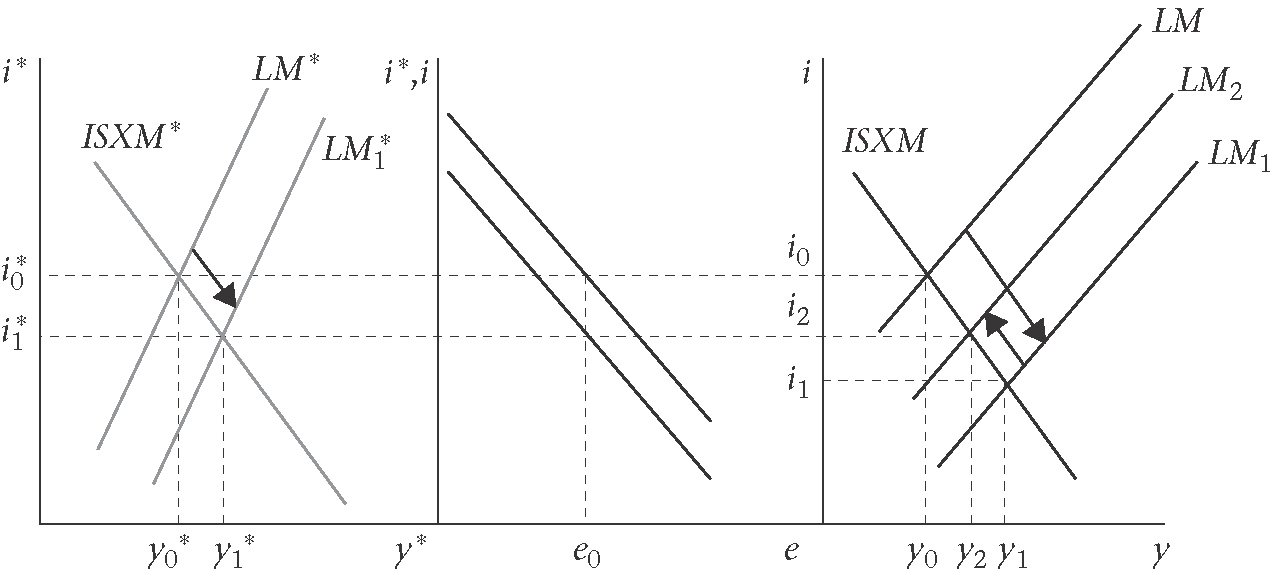 LM
i*
LM*
i*,i
i
LM₂
ISXM*
LM₁*
ISXM
LM₁
i₀*
i₀
i₂
i₁*
i₁
y₀*
y₁*
y*
e₀
e
y₀
y₂
y₁
y